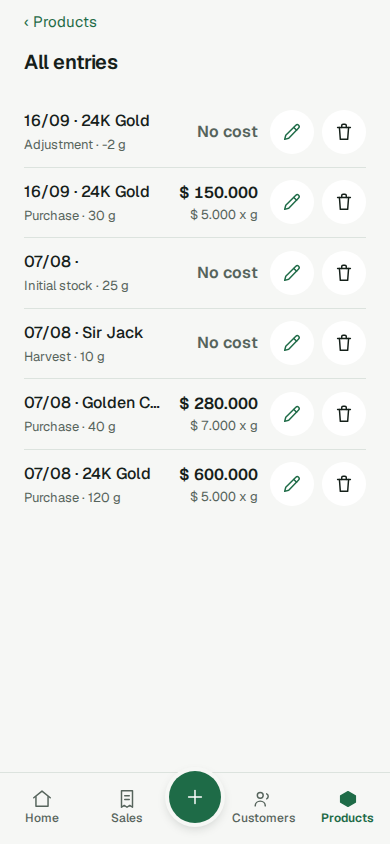 ‹ Products
All entries
16/09 · 24K Gold
No cost
Adjustment · -2 g
16/09 · 24K Gold
$ 150.000
Purchase · 30 g
$ 5.000 x g
07/08 ·
No cost
Initial stock · 25 g
07/08 · Sir Jack
No cost
Harvest · 10 g
07/08 · Golden C...
$ 280.000
Purchase · 40 g
$ 7.000 x g
07/08 · 24K Gold
$ 600.000
Purchase · 120 g
$ 5.000 x g
Home
Sales
Customers
Products